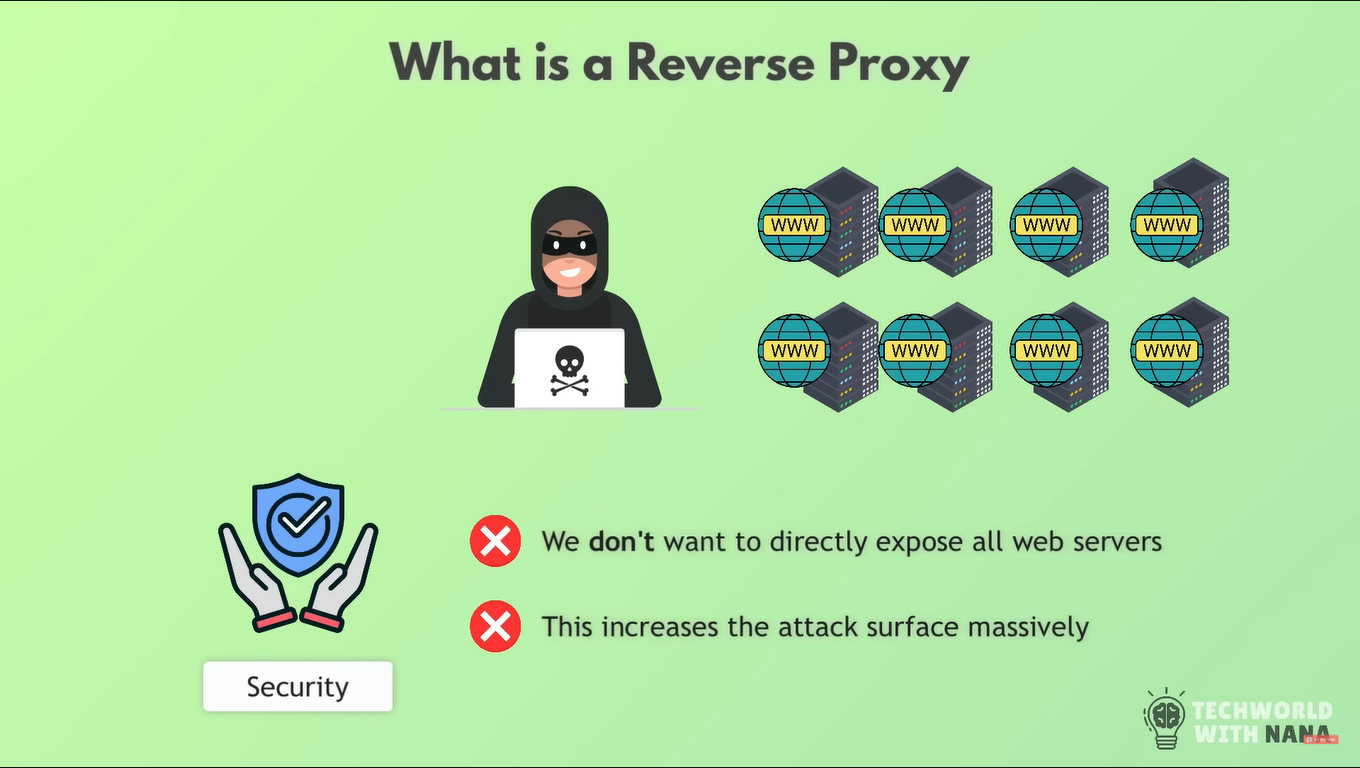 What is a Reverse Proxy
WWW WWW WWW WWW
WWW WWW WWW WWW
We don't want to directly expose all web servers
This increases the attack surface massively
Security
TECHWORLD
WITH NANA